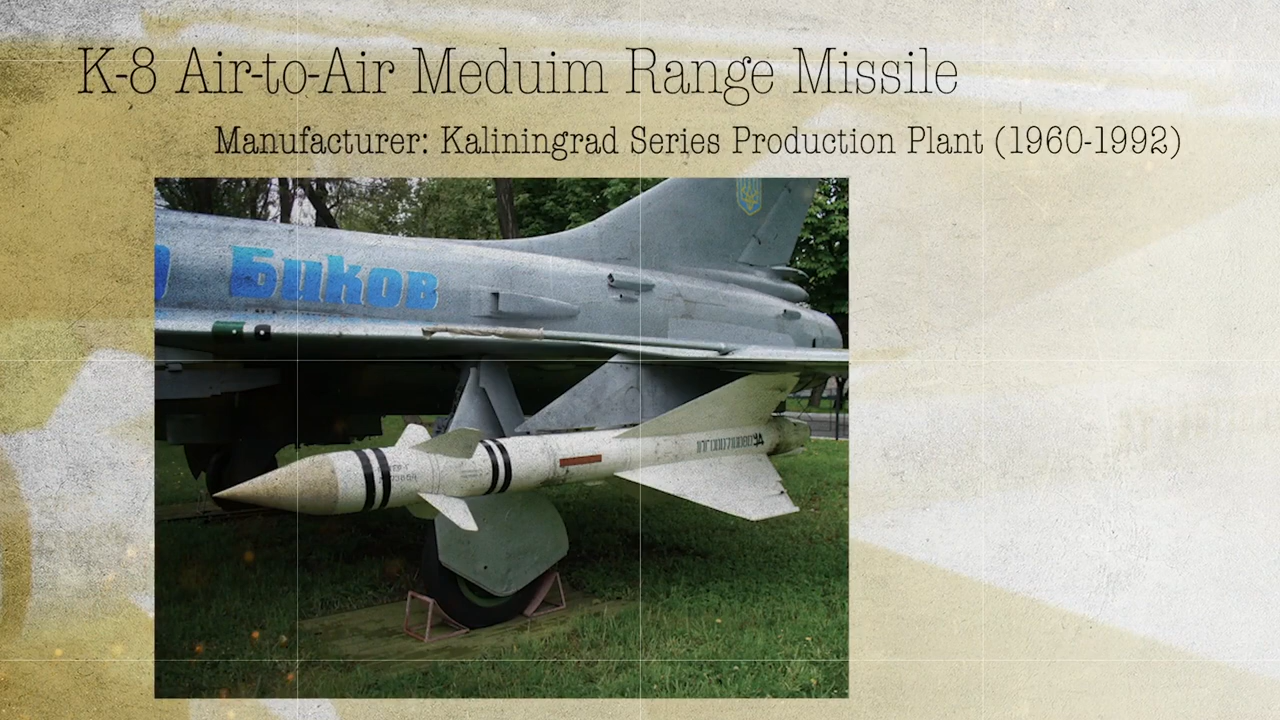 K-8 Air-to-Air Meduim Range Missile
Manufacturer: Kaliningrad Series Production Plant (1960-1992)
Биков